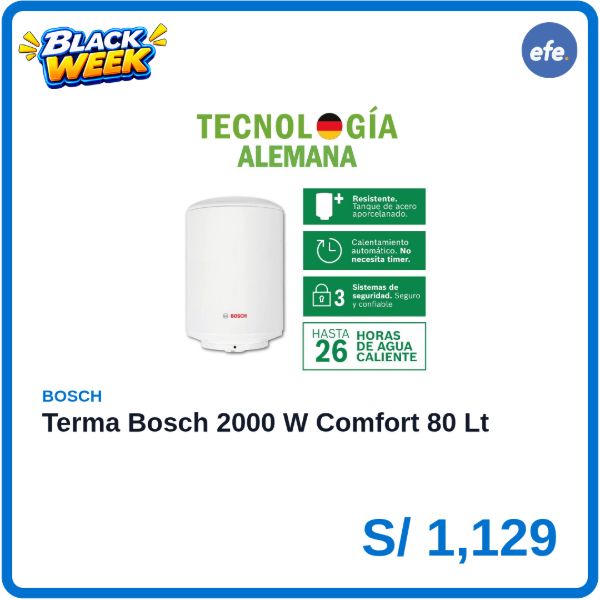 BLACK
WEEK
efe.
TECNOLOGÍA
ALEMANA
Resistente.
Tanque de acero
aporcelanado.
Calentamiento
automático. No
necesita timer.
3
Sistemas de
seguridad. Seguro
y confiable
HASTA
26
HORAS
DE AGUA
CALIENTE
BOSCH
BOSCH
Terma Bosch 2000 W Comfort 80 Lt
S/ 1,129